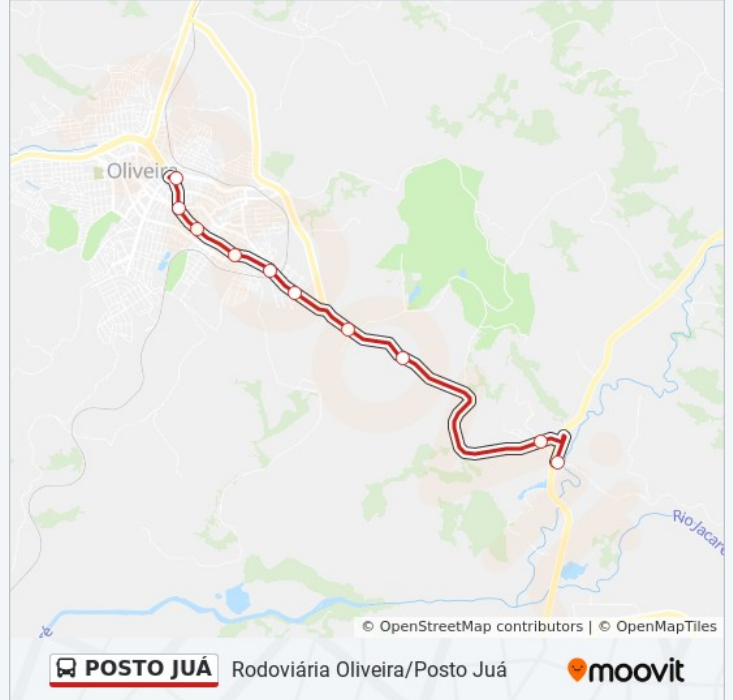 Oliveira
Rio Jacaré
© OpenStreetMap contributors | © OpenMapTiles
POSTO JUÁ Rodoviária Oliveira/Posto Juá moovit